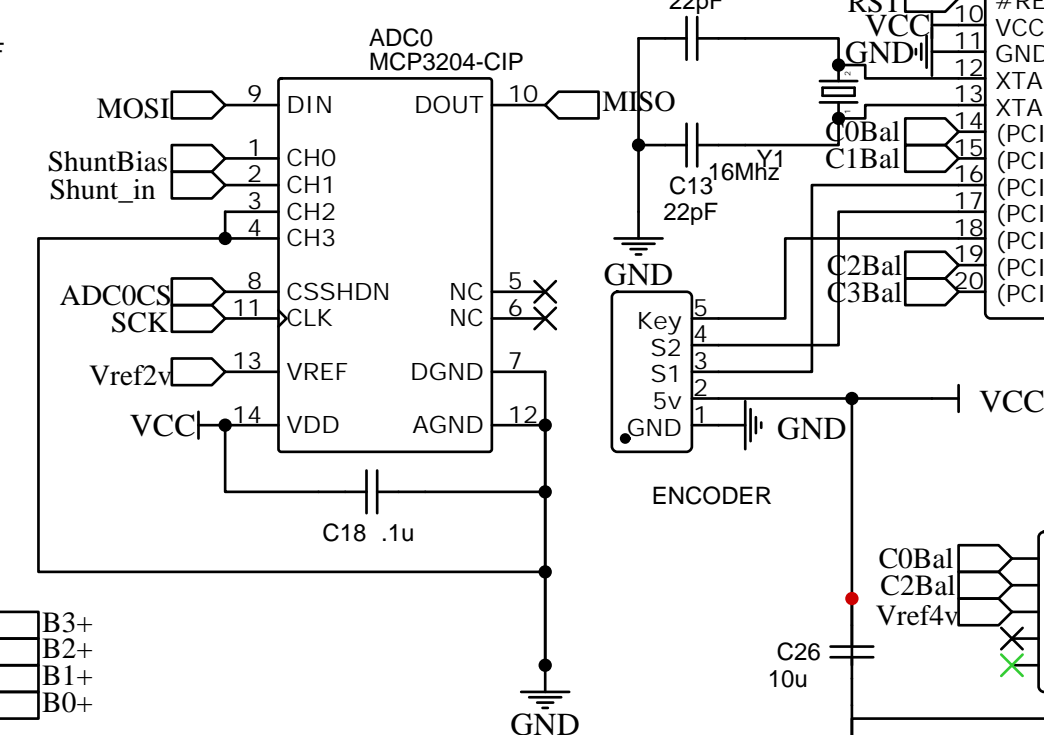 22pF
ADC0
MCP3204-CIP
MOSI
9
DIN
DOUT
10
MISO
ShuntBias
1
CH0
Shunt_in
2
CH1
3
CH2
4
CH3
ADC0CS
8
CSSHDN
NC
5
SCK
11
CLK
NC
6
Vref2v
13
VREF
DGND
7
VCC
14
VDD
AGND
12
C18 .1u
GND
B3+
B2+
B1+
B0+
2
1
Y1
16Mhz
C13
22pF
GND
RST
#RE
VCC
10
VCC
GND
11
GND
12
XTA
13
XTA
C0Bal
14
(PCI
C1Bal
15
(PCI
16
(PCI
17
(PCI
18
(PCI
C2Bal
19
(PCI
C3Bal
20
(PCI
Key
5
S2
4
S1
3
5v
2
VCC
GND
1
GND
ENCODER
C26
10u
C0Bal
C2Bal
Vref4v